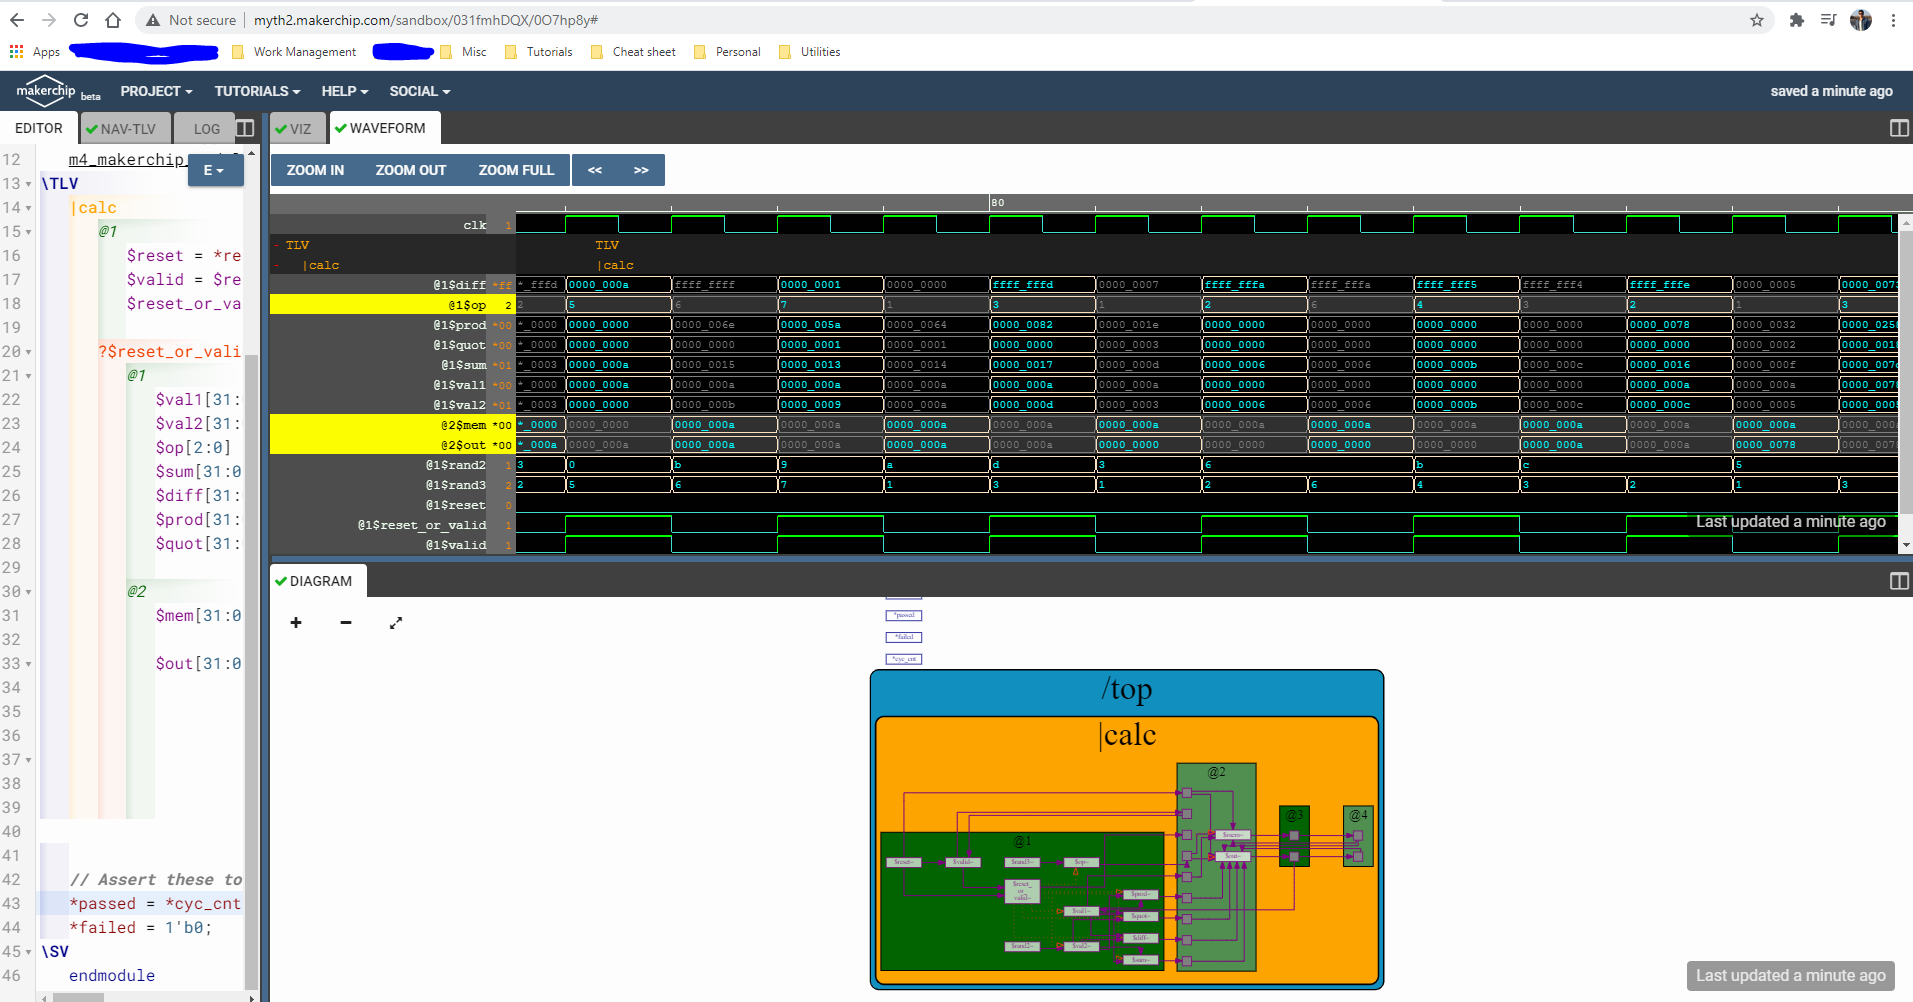 Not secure | myth2.makerchip.com/sandbox/031fmhDQX/0O7hp8y#
Apps Work Management Misc Tutorials Cheat sheet Personal Utilities
makerchip beta PROJECT TUTORIALS HELP SOCIAL saved a minute ago
EDITOR NAV-TLV LOG VIZ WAVEFORM
E
ZOOM IN ZOOM OUT ZOOM FULL << >>
12 m4_makerchip_
13 \TLV
14 |calc
15 @1
16 $reset = *re
17 $valid = $re
18 $reset_or_va
19
20 ?$reset_or_vali
21 @1
22 $val1[31:
23 $val2[31:
24 $op[2:0]
25 $sum[31:0
26 $diff[31:
27 $prod[31:
28 $quot[31:
29
30 @2
31 $mem[31:0
32
33 $out[31:0
34
35
36
37
38
39
40
41
42 // Assert these to
43 *passed = *cyc_cnt
44 *failed = 1'b0;
45 \SV
46 endmodule
80
clk 1
TLV TLV
|calc |calc
@1$diff *ff *_fffd 0000_000a ffff_ffff 0000_0001 0000_0000 ffff_fffd 0000_0007 ffff_fffa ffff_fffa ffff_fff5 ffff_fff4 ffff_fffe 0000_0005 0000_0073
@1$op 2 2 5 6 7 1 3 1 2 6 4 3 2 1 3
@1$prod *00 *_0000 0000_0000 0000_006e 0000_005a 0000_0064 0000_0082 0000_001e 0000_0000 0000_0000 0000_0000 0000_0000 0000_0078 0000_0032 0000_025
@1$quot *00 *_0000 0000_0000 0000_0000 0000_0001 0000_0001 0000_0000 0000_0003 0000_0000 0000_0000 0000_0000 0000_0000 0000_0000 0000_0002 0000_001
@1$sum *01 *_0003 0000_000a 0000_0015 0000_0013 0000_0014 0000_0017 0000_000d 0000_0006 0000_0006 0000_000b 0000_000c 0000_0016 0000_000f 0000_007
@1$val1 *00 *_0000 0000_000a 0000_000a 0000_000a 0000_000a 0000_000a 0000_000a 0000_0000 0000_0000 0000_0000 0000_0000 0000_000a 0000_000a 0000_007
@1$val2 *01 *_0003 0000_0000 0000_000b 0000_0009 0000_000a 0000_000d 0000_0003 0000_0006 0000_0006 0000_000b 0000_000c 0000_000c 0000_0005 0000_000
@2$mem *00 *_0000 0000_0000 0000_000a 0000_000a 0000_000a 0000_000a 0000_000a 0000_000a 0000_000a 0000_000a 0000_000a 0000_000a 0000_000a 0000_000
@2$out *00 *_000a 0000_000a 0000_000a 0000_000a 0000_000a 0000_000a 0000_0000 0000_0000 0000_0000 0000_0000 0000_000a 0000_000a 0000_0078 0000_007
@1$rand2 1 3 0 b 9 a d 3 6 b c 5
@1$rand3 2 2 5 6 7 1 3 1 2 6 4 3 2 1 3
@1$reset 0
@1$reset_or_valid 1
@1$valid 1
Last updated a minute ago
DIAGRAM
+ −
*passed
*failed
*cyc_cnt
/top
|calc
@2
@3 @4
@1
$mem~
$out~
$reset~ $valid~ $rand3~ $op~
$reset_
or
valid~
$prod~
$val1~ $quot~
$diff~
$rand2~ $val2~
$sum~
Last updated a minute ago